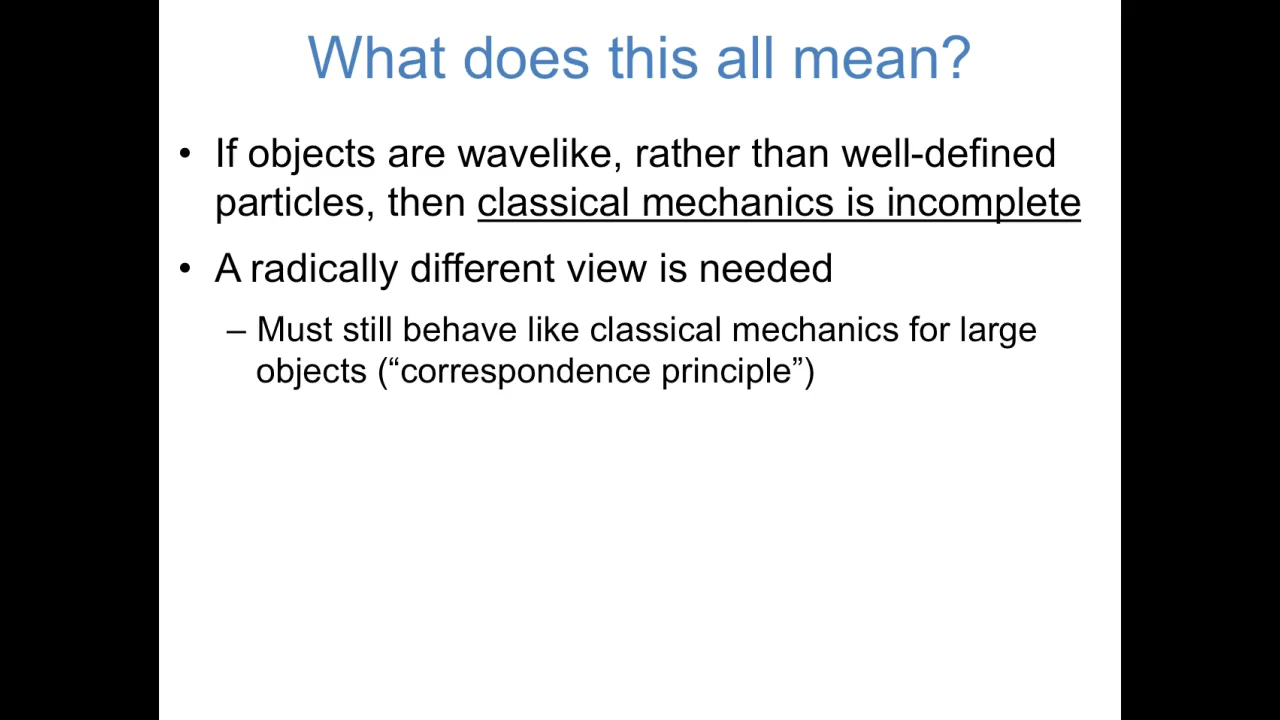 What does this all mean?
• If objects are wavelike, rather than well-defined
particles, then classical mechanics is incomplete
• A radically different view is needed
– Must still behave like classical mechanics for large
objects (“correspondence principle”)